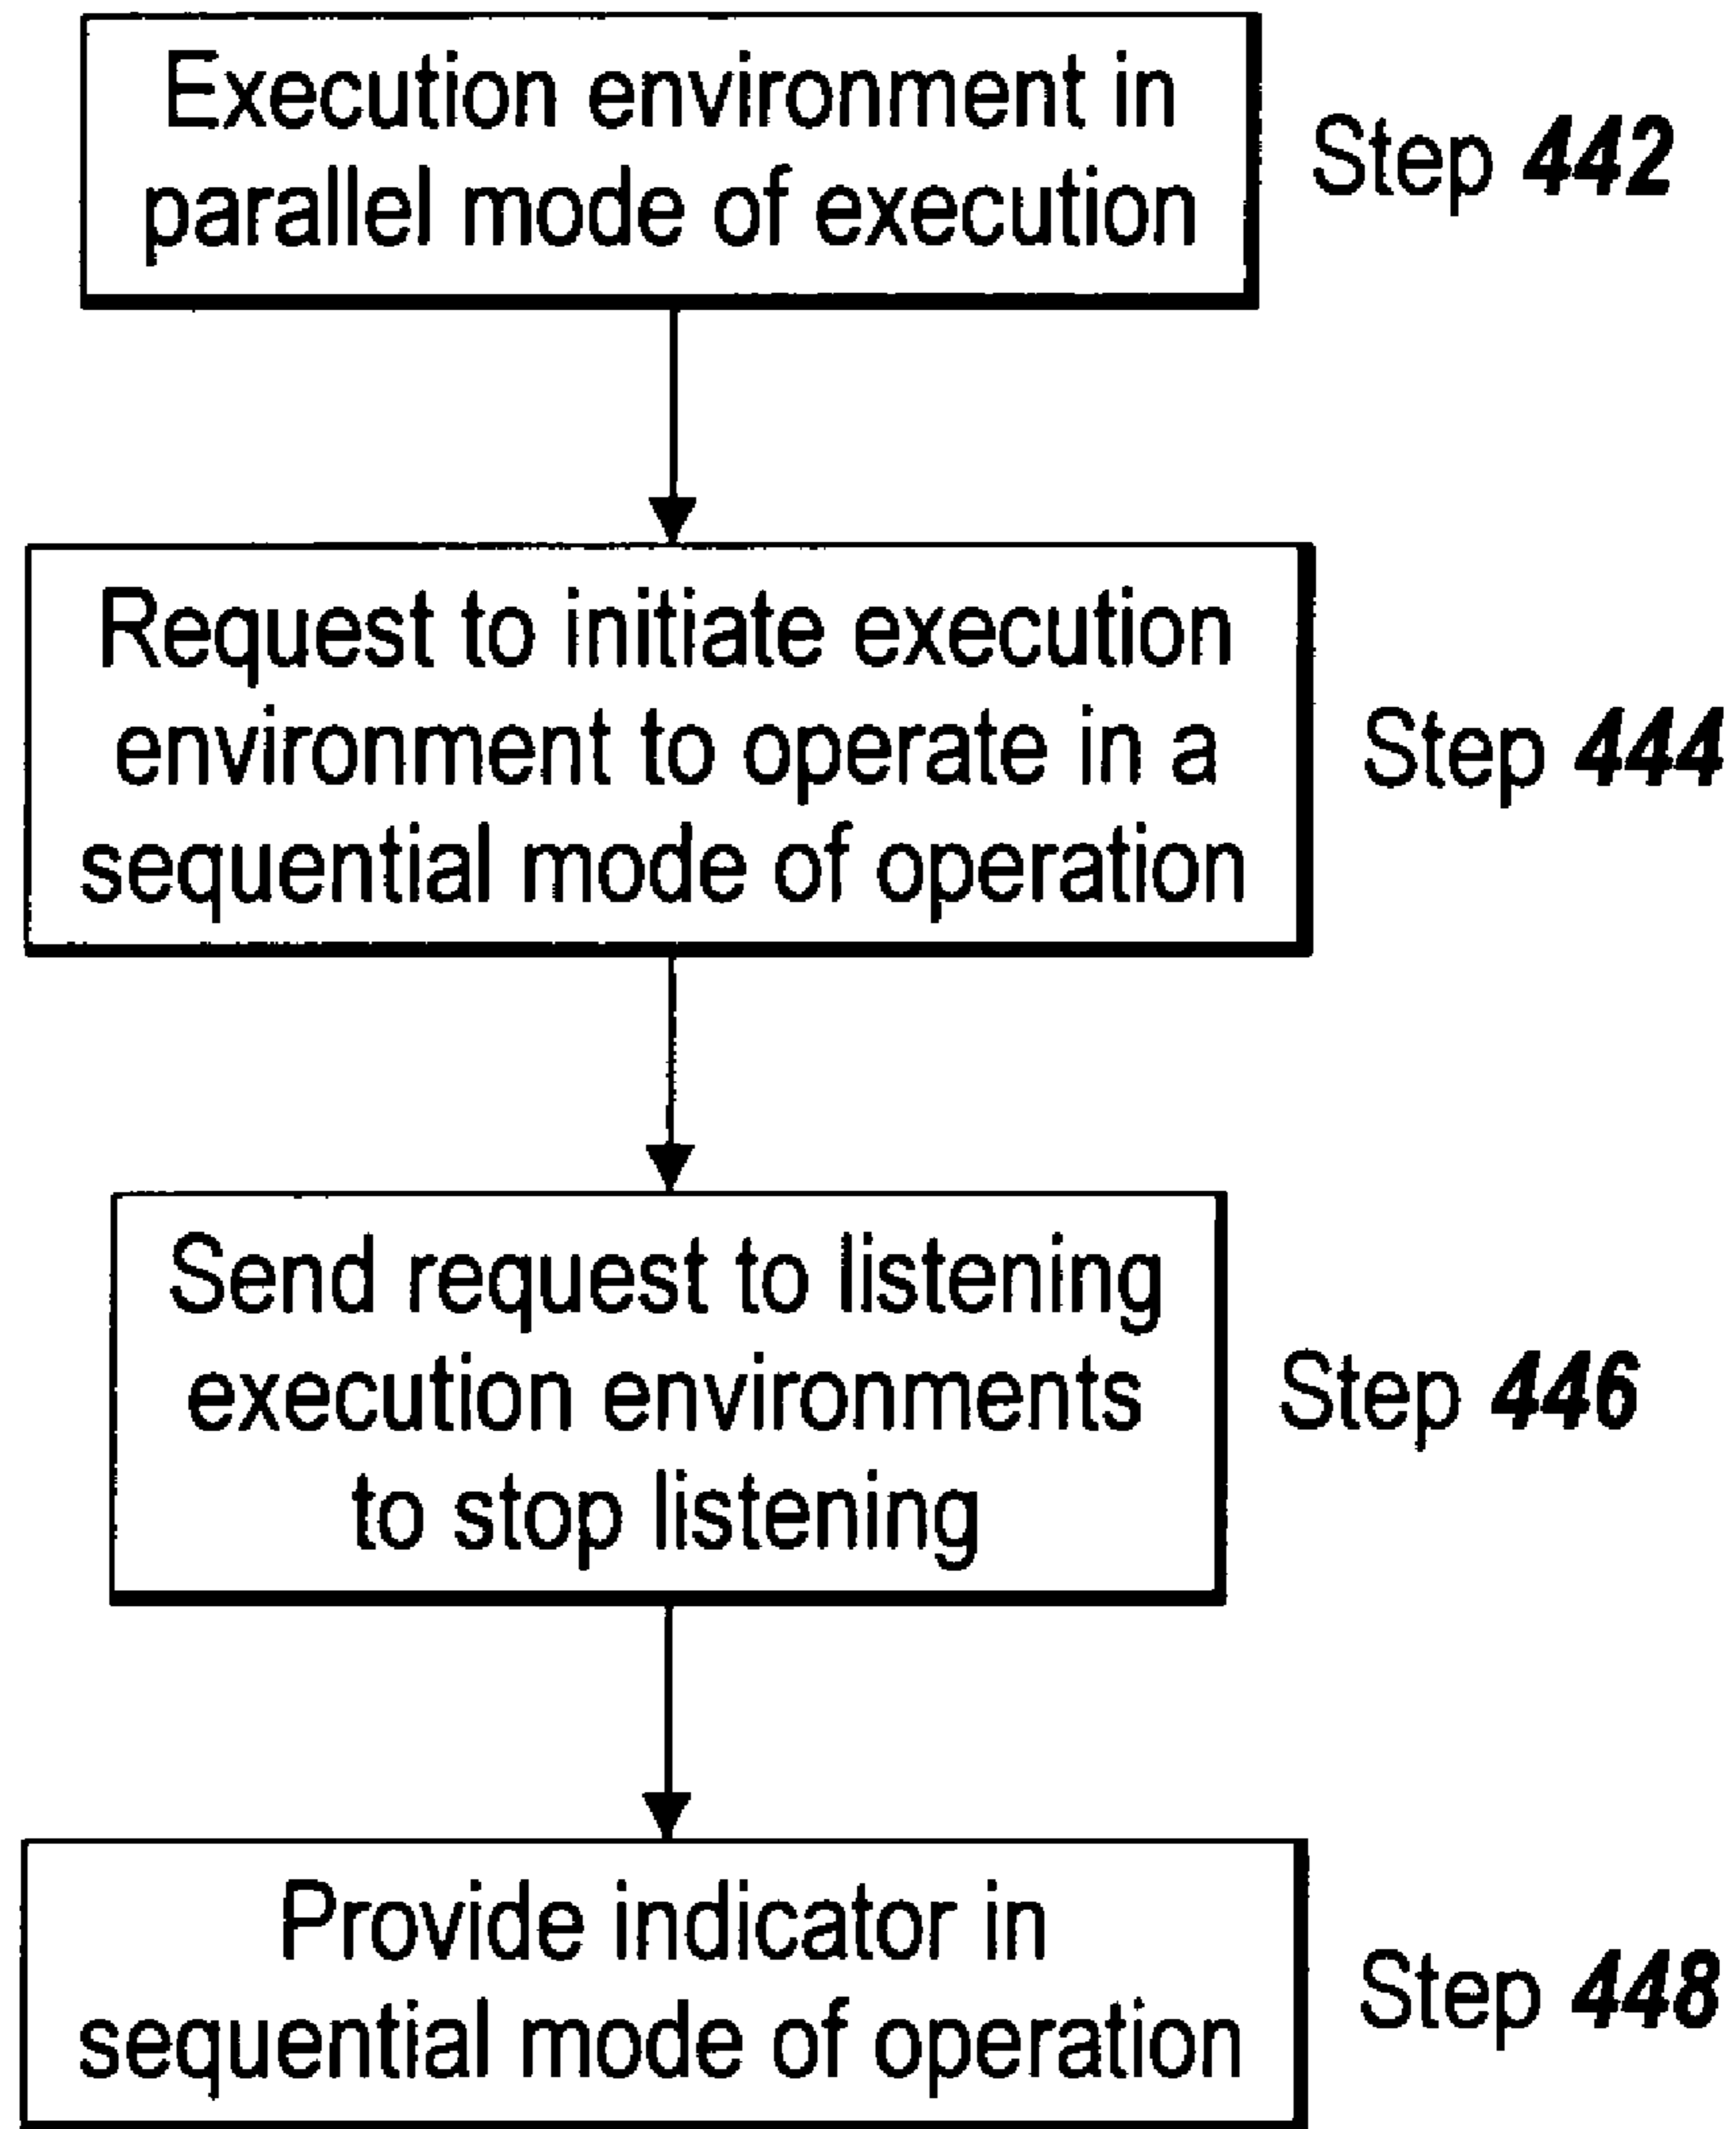 Execution environment in
parallel mode of execution
Step 442
Request to initiate execution
environment to operate in a
sequential mode of operation
Step 444
Send request to listening
execution environments
to stop listening
Step 446
Provide indicator in
sequential mode of operation
Step 448